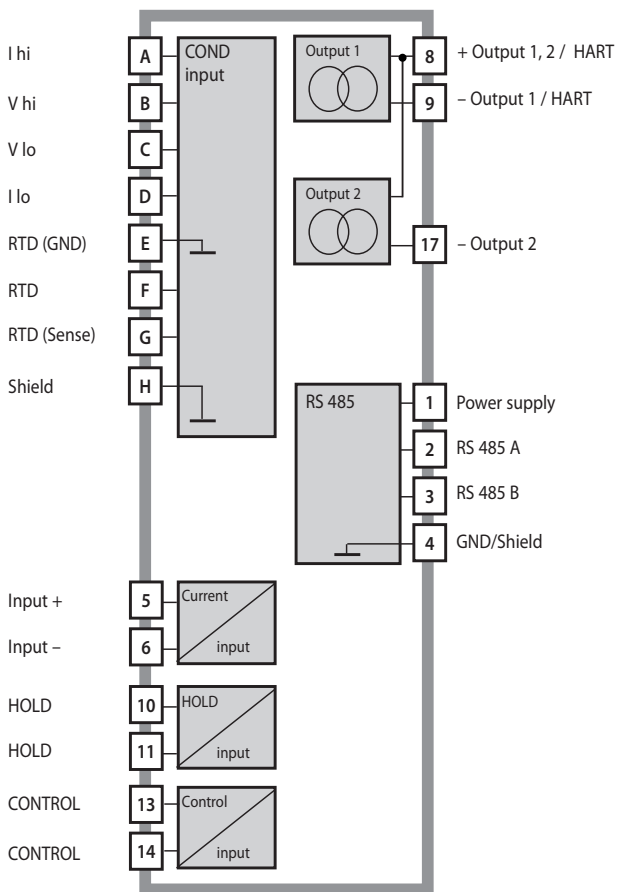 I hi
A
COND
input
V hi
B
V lo
C
I lo
D
RTD (GND)
E
RTD
F
RTD (Sense)
G
Shield
H
Output 1
8
+ Output 1, 2 / HART
9
– Output 1 / HART
Output 2
17
– Output 2
RS 485
1
Power supply
2
RS 485 A
3
RS 485 B
4
GND/Shield
Input +
5
Current
Input –
6
input
HOLD
10
HOLD
HOLD
11
input
CONTROL
13
Control
CONTROL
14
input